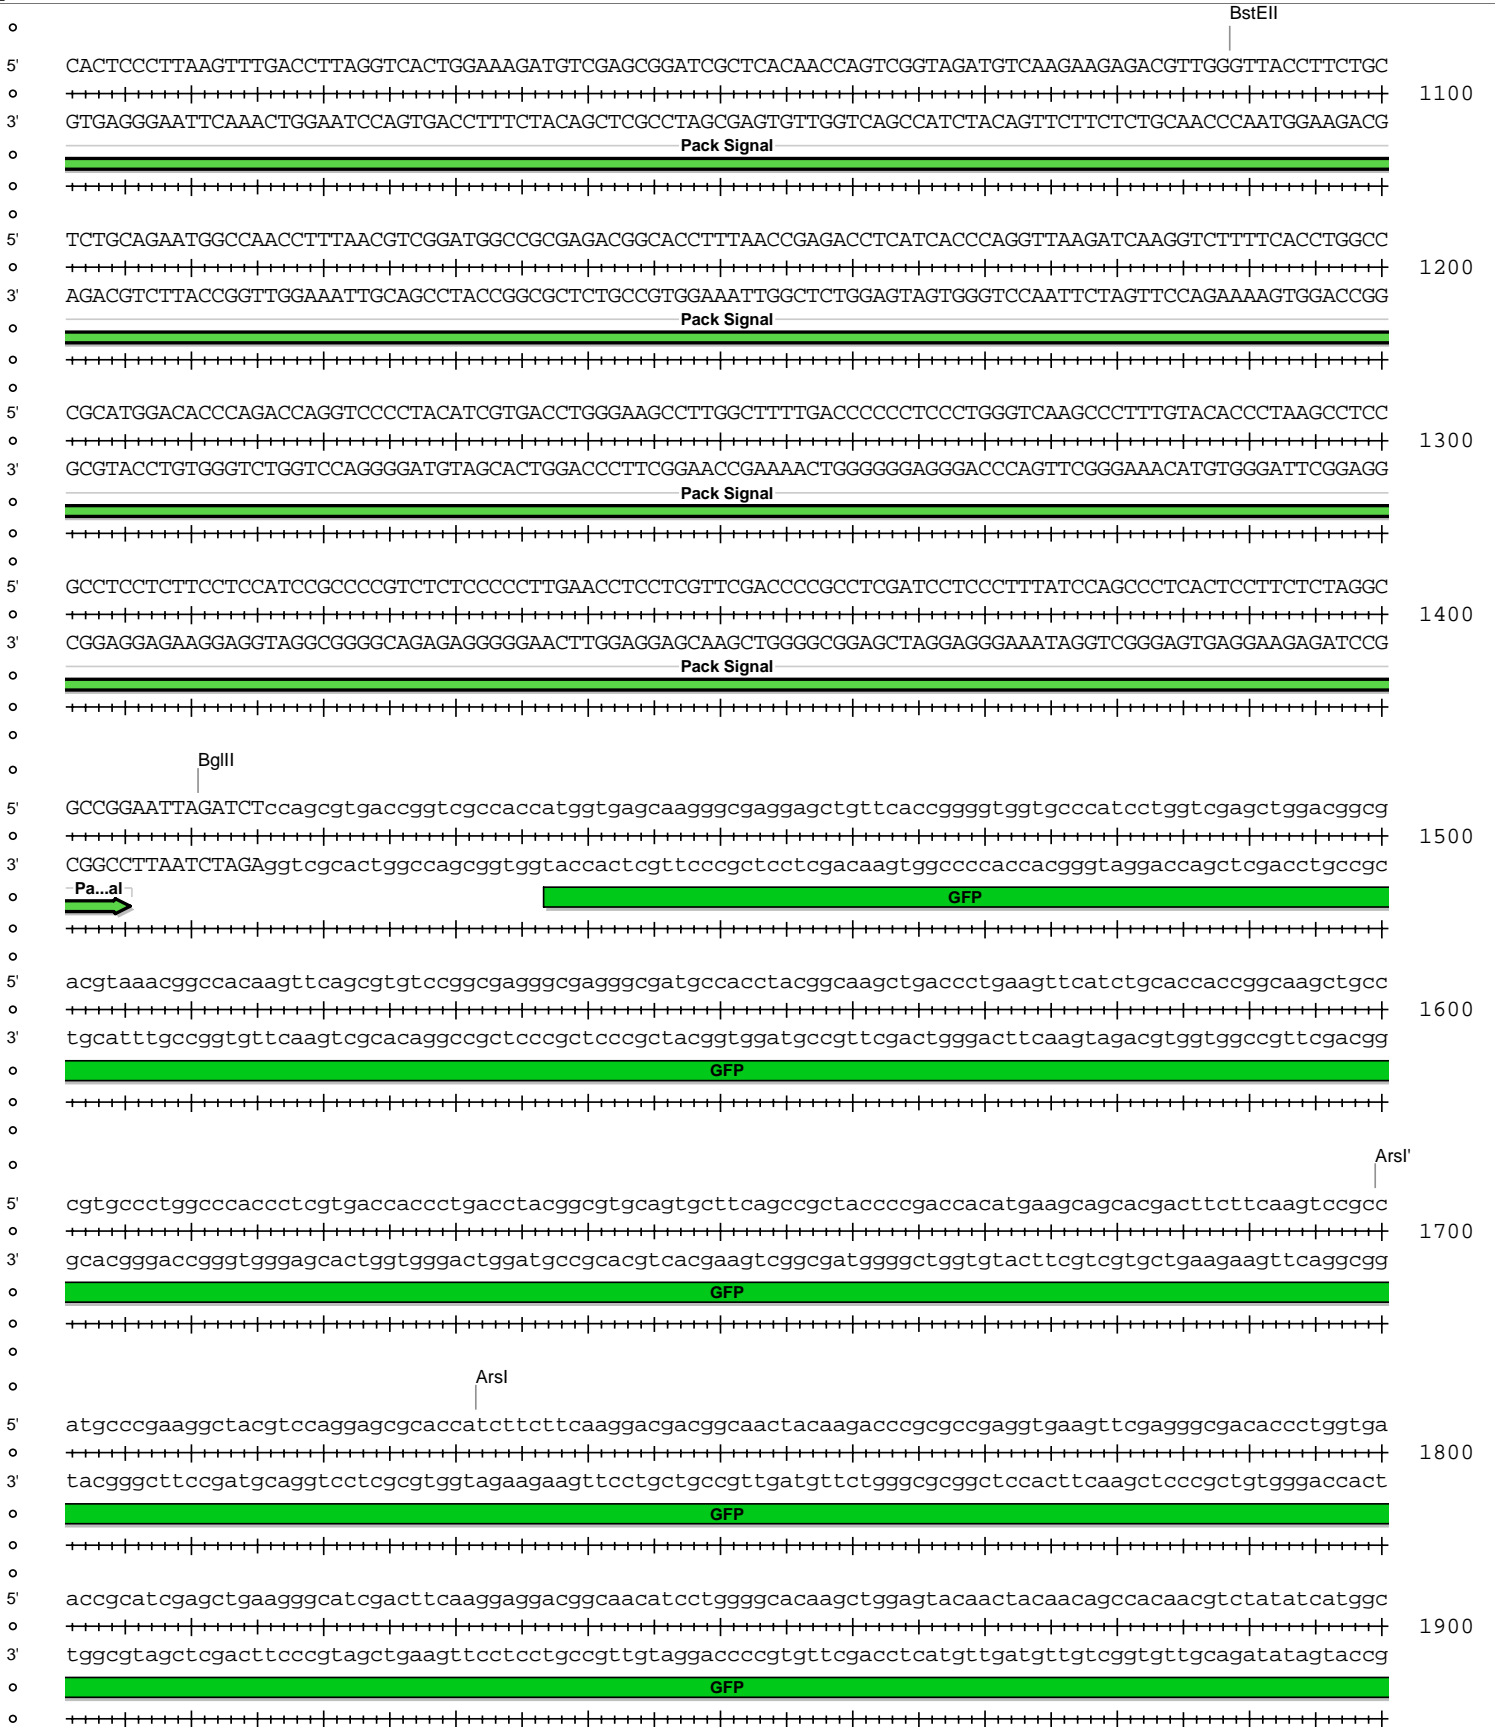 BstEII
5' CACTCCCTTAAGTTTGACCTTAGGTCACTGGAAAGATGTCGAGCGGATCGCTCACAACCAGTCGGTAGATGTCAAGAAGAGACGTTGGGTTACCTTCTGC
1100
3' GTGAGGGAATTCAAACTGGAATCCAGTGACCTTTCTACAGCTCGCCTAGCGAGTGTTGGTCAGCCATCTACAGTTCTTCTCTGCAACCCAATGGAAGACG
Pack Signal
5' TCTGCAGAATGGCCAACCTTTAACGTCGGATGGCCGCGAGACGGCACCTTTAACCGAGACCTCATCACCCAGGTTAAGATCAAGGTCTTTTCACCTGGCC
1200
3' AGACGTCTTACCGGTTGGAAATTGCAGCCTACCGGCGCTCTGCCGTGGAAATTGGCTCTGGAGTAGTGGGTCCAATTCTAGTTCCAGAAAAGTGGACCGG
Pack Signal
5' CGCATGGACACCCAGACCAGGTCCCCTACATCGTGACCTGGGAAGCCTTGGCTTTTGACCCCCCTCCCTGGGTCAAGCCCTTTGTACACCCTAAGCCTCC
1300
3' GCGTACCTGTGGGTCTGGTCCAGGGGATGTAGCACTGGACCCTTCGGAACCGAAAACTGGGGGGAGGGACCCAGTTCGGGAAACATGTGGGATTCGGAGG
Pack Signal
5' GCCTCCTCTTCCTCCATCCGCCCCGTCTCTCCCCCTTGAACCTCCTCGTTCGACCCCGCCTCGATCCTCCCTTTATCCAGCCCTCACTCCTTCTCTAGGC
1400
3' CGGAGGAGAAGGAGGTAGGCGGGGCAGAGAGGGGGAACTTGGAGGAGCAAGCTGGGGCGGAGCTAGGAGGGAAATAGGTCGGGAGTGAGGAAGAGATCCG
Pack Signal
BglII
5' GCCGGAATTAGATCTccagcgtgaccggtcgccaccatggtgagcaagggcgaggagctgttcaccggggtggtgcccatcctggtcgagctggacggcg
1500
3' CGGCCTTAATCTAGAggtcgcactggccagcggtggtaccactcgttcccgctcctcgacaagtggccccaccacgggtaggaccagctcgacctgccgc
Pa...al GFP
5' acgtaaacggccacaagttcagcgtgtccggcgagggcgagggcgatgccacctacggcaagctgaccctgaagttcatctgcaccaccggcaagctgcc
1600
3' tgcatttgccggtgttcaagtcgcacaggccgctcccgctcccgctacggtggatgccgttcgactgggacttcaagtagacgtggtggccgttcgacgg
GFP
ArsI'
5' cgtgccctggcccaccctcgtgaccaccctgacctacggcgtgcagtgcttcagccgctaccccgaccacatgaagcagcacgacttcttcaagtccgcc
1700
3' gcacgggaccgggtgggagcactggtgggactggatgccgcacgtcacgaagtcggcgatggggctggtgtacttcgtcgtgctgaagaagttcaggcgg
GFP
ArsI
5' atgcccgaaggctacgtccaggagcgcaccatcttcttcaaggacgacggcaactacaagacccgcgccgaggtgaagttcgagggcgacaccctggtga
1800
3' tacgggcttccgatgcaggtcctcgcgtggtagaagaagttcctgctgccgttgatgttctgggcgcggctccacttcaagctcccgctgtgggaccact
GFP
5' accgcatcgagctgaagggcatcgacttcaaggaggacggcaacatcctggggcacaagctggagtacaactacaacagccacaacgtctatatcatggc
1900
3' tggcgtagctcgacttcccgtagctgaagttcctcctgccgttgtaggaccccgtgttcgacctcatgttgatgttgtcggtgttgcagatatagtaccg
GFP